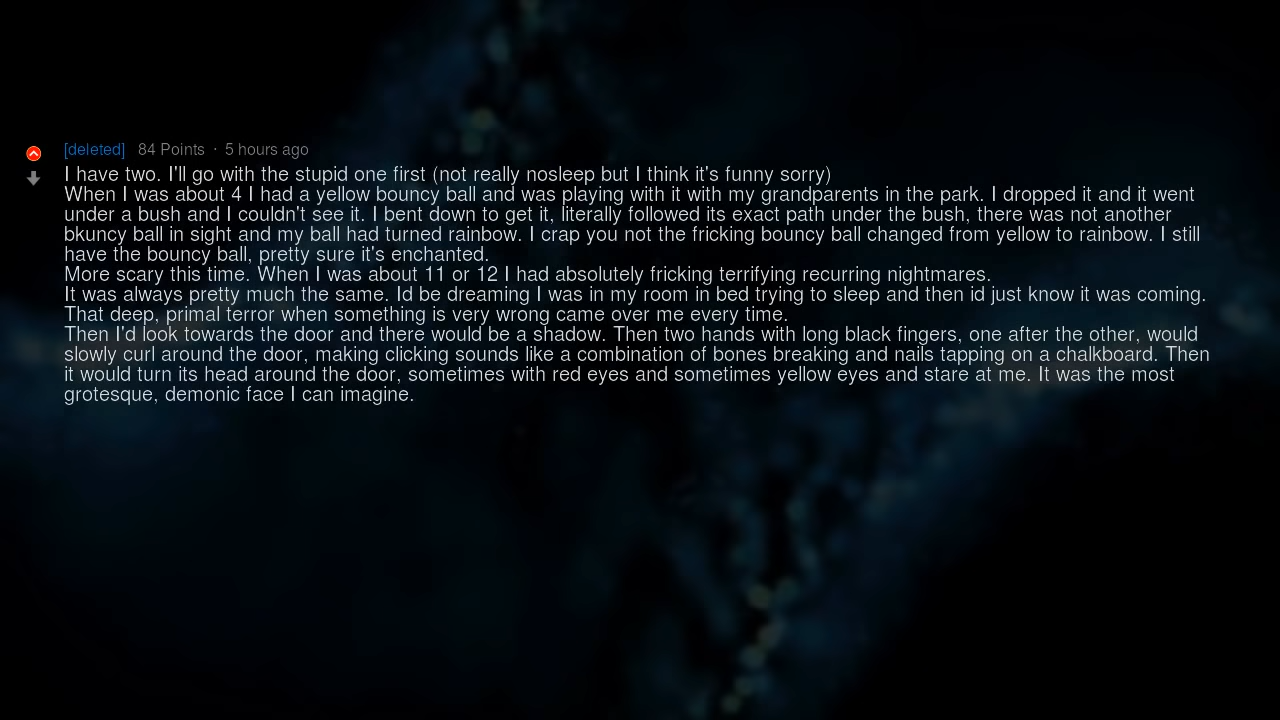 [deleted] 84 Points · 5 hours ago
I have two. I'll go with the stupid one first (not really nosleep but I think it's funny sorry)
When I was about 4 I had a yellow bouncy ball and was playing with it with my grandparents in the park. I dropped it and it went
under a bush and I couldn't see it. I bent down to get it, literally followed its exact path under the bush, there was not another
bkuncy ball in sight and my ball had turned rainbow. I crap you not the fricking bouncy ball changed from yellow to rainbow. I still
have the bouncy ball, pretty sure it's enchanted.
More scary this time. When I was about 11 or 12 I had absolutely fricking terrifying recurring nightmares.
It was always pretty much the same. Id be dreaming I was in my room in bed trying to sleep and then id just know it was coming.
That deep, primal terror when something is very wrong came over me every time.
Then I'd look towards the door and there would be a shadow. Then two hands with long black fingers, one after the other, would
slowly curl around the door, making clicking sounds like a combination of bones breaking and nails tapping on a chalkboard. Then
it would turn its head around the door, sometimes with red eyes and sometimes yellow eyes and stare at me. It was the most
grotesque, demonic face I can imagine.